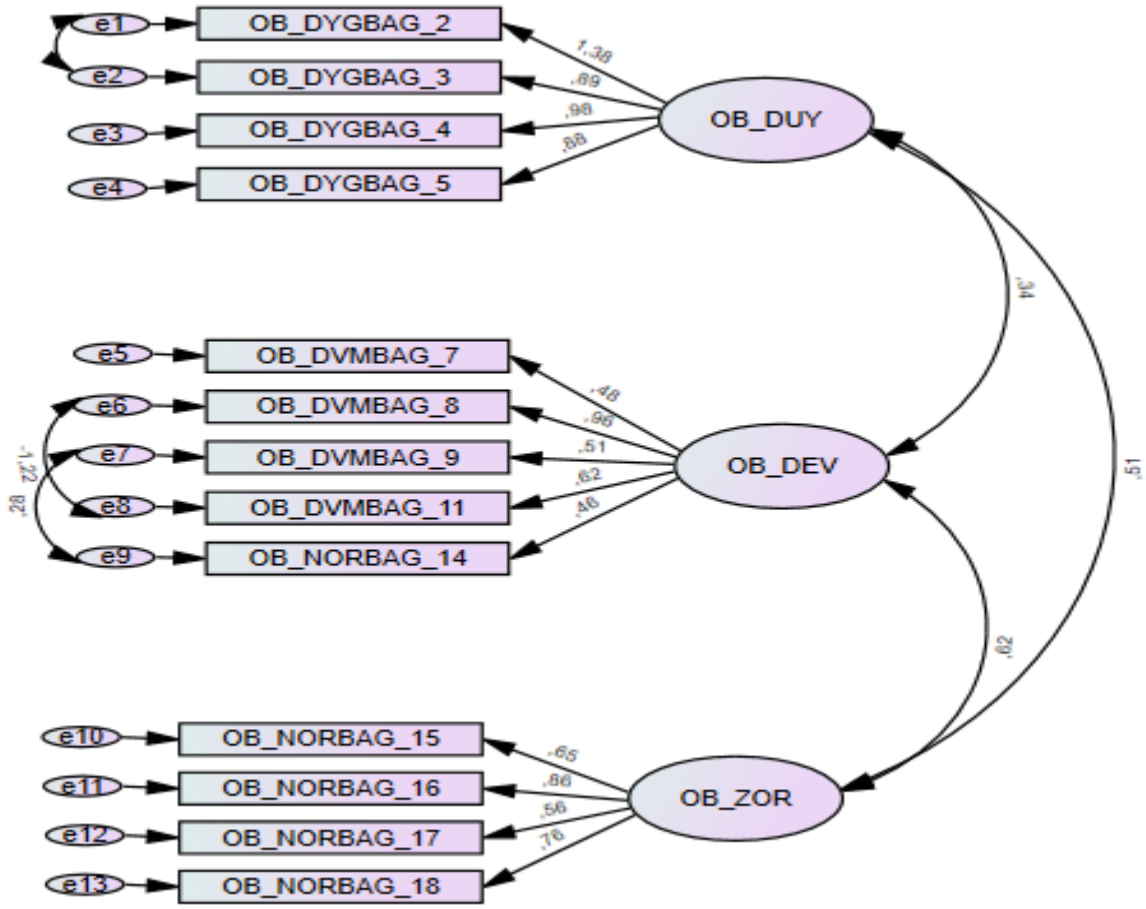 e1 OB_DYGBAG_2 1,38
e2 OB_DYGBAG_3 ,89
e3 OB_DYGBAG_4 ,98
e4 OB_DYGBAG_5 ,88
OB_DUY
,34
,51
e5 OB_DVMBAG_7 ,48
e6 OB_DVMBAG_8 ,96
e7 OB_DVMBAG_9 ,51
e8 OB_DVMBAG_11 ,62
e9 OB_NORBAG_14 ,46
-1,22
OB_DEV
,62
e10 OB_NORBAG_15 ,65
e11 OB_NORBAG_16 ,86
e12 OB_NORBAG_17 ,56
e13 OB_NORBAG_18 ,76
OB_ZOR